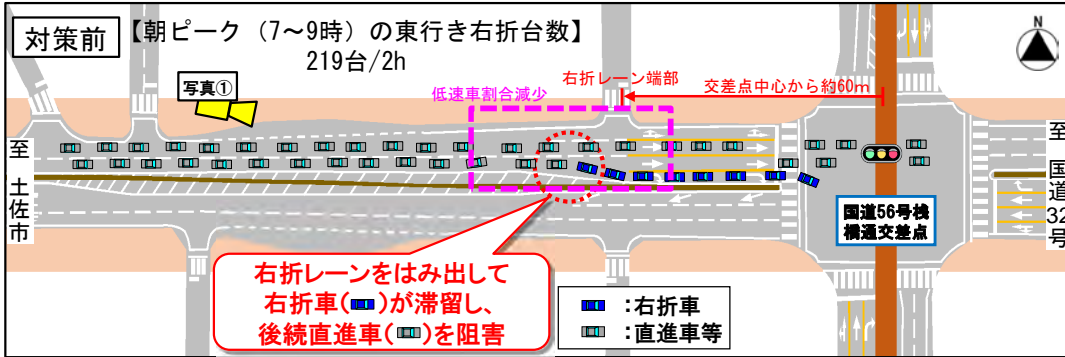 対策前
【朝ピーク（7～9時）の東行き右折台数】
219台/2h
N
写真①
低速車割合減少
右折レーン端部
交差点中心から約60m
至 土佐市
至 国道32号
国道56号桟
橋通交差点
右折レーンをはみ出して
右折車( )が滞留し、
後続直進車( )を阻害
：右折車
：直進車等